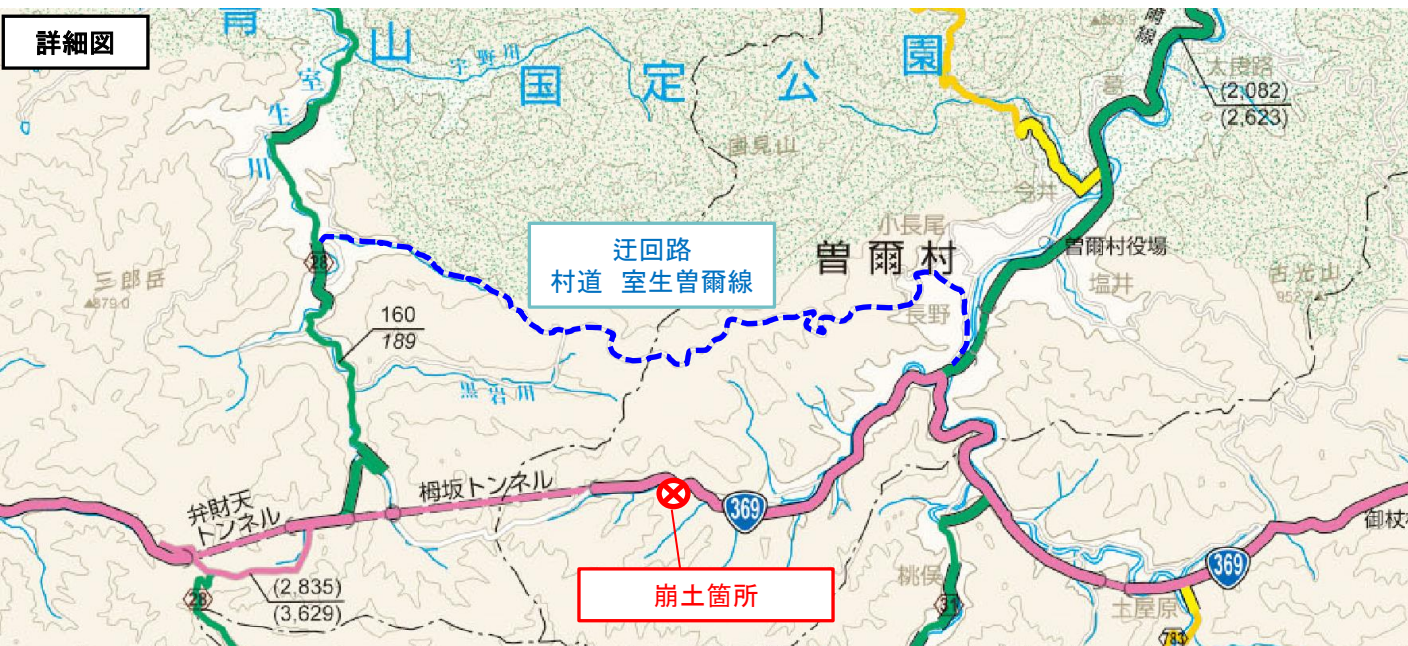 詳細図
青
山
国
定
公
園
宇野川
室
生
川
爾線
太良路
葛
(2,082)
(2,623)
国見山
今井
小長尾
曽爾村
曽爾村役場
塩井
古光山
長野
迂回路
村道 室生曽爾線
三郎岳
▲879.0
28
160
189
黒岩川
栂坂トンネル
弁財天
トンネル
369
御杖村
28
(2,835)
(3,629)
崩土箇所
桃俣
31
土屋原
369
783